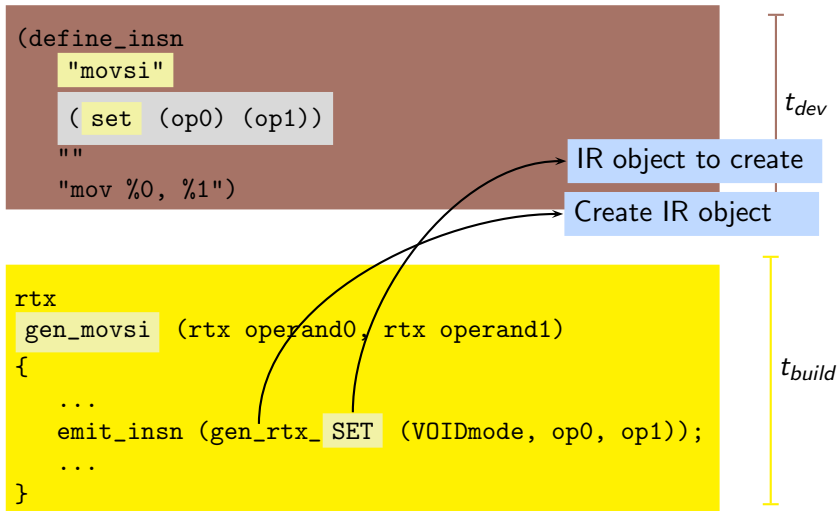 (define_insn
"movsi"
( set (op0) (op1))
""
"mov %0, %1")
t_dev
IR object to create
Create IR object
rtx
gen_movsi (rtx operand0, rtx operand1)
{
...
emit_insn (gen_rtx_ SET (VOIDmode, op0, op1));
...
}
t_build